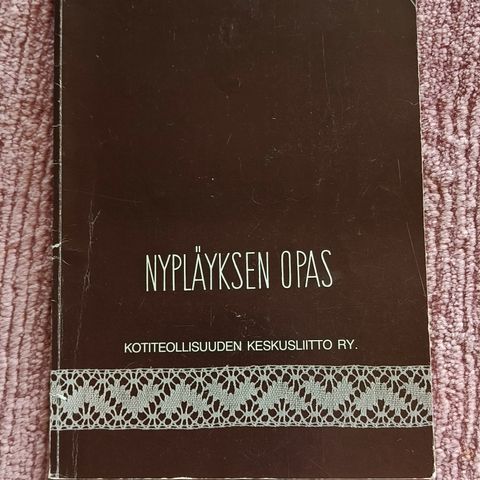 NYPLÄYKSEN OPAS
KOTITEOLLISUUDEN KESKUSLIITTO RY.